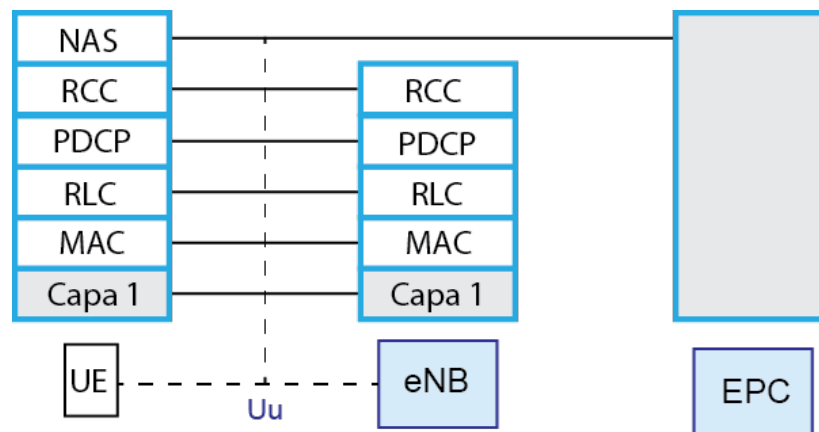 NAS
RCC RCC
PDCP PDCP
RLC RLC
MAC MAC
Capa 1 Capa 1
UE eNB EPC
Uu